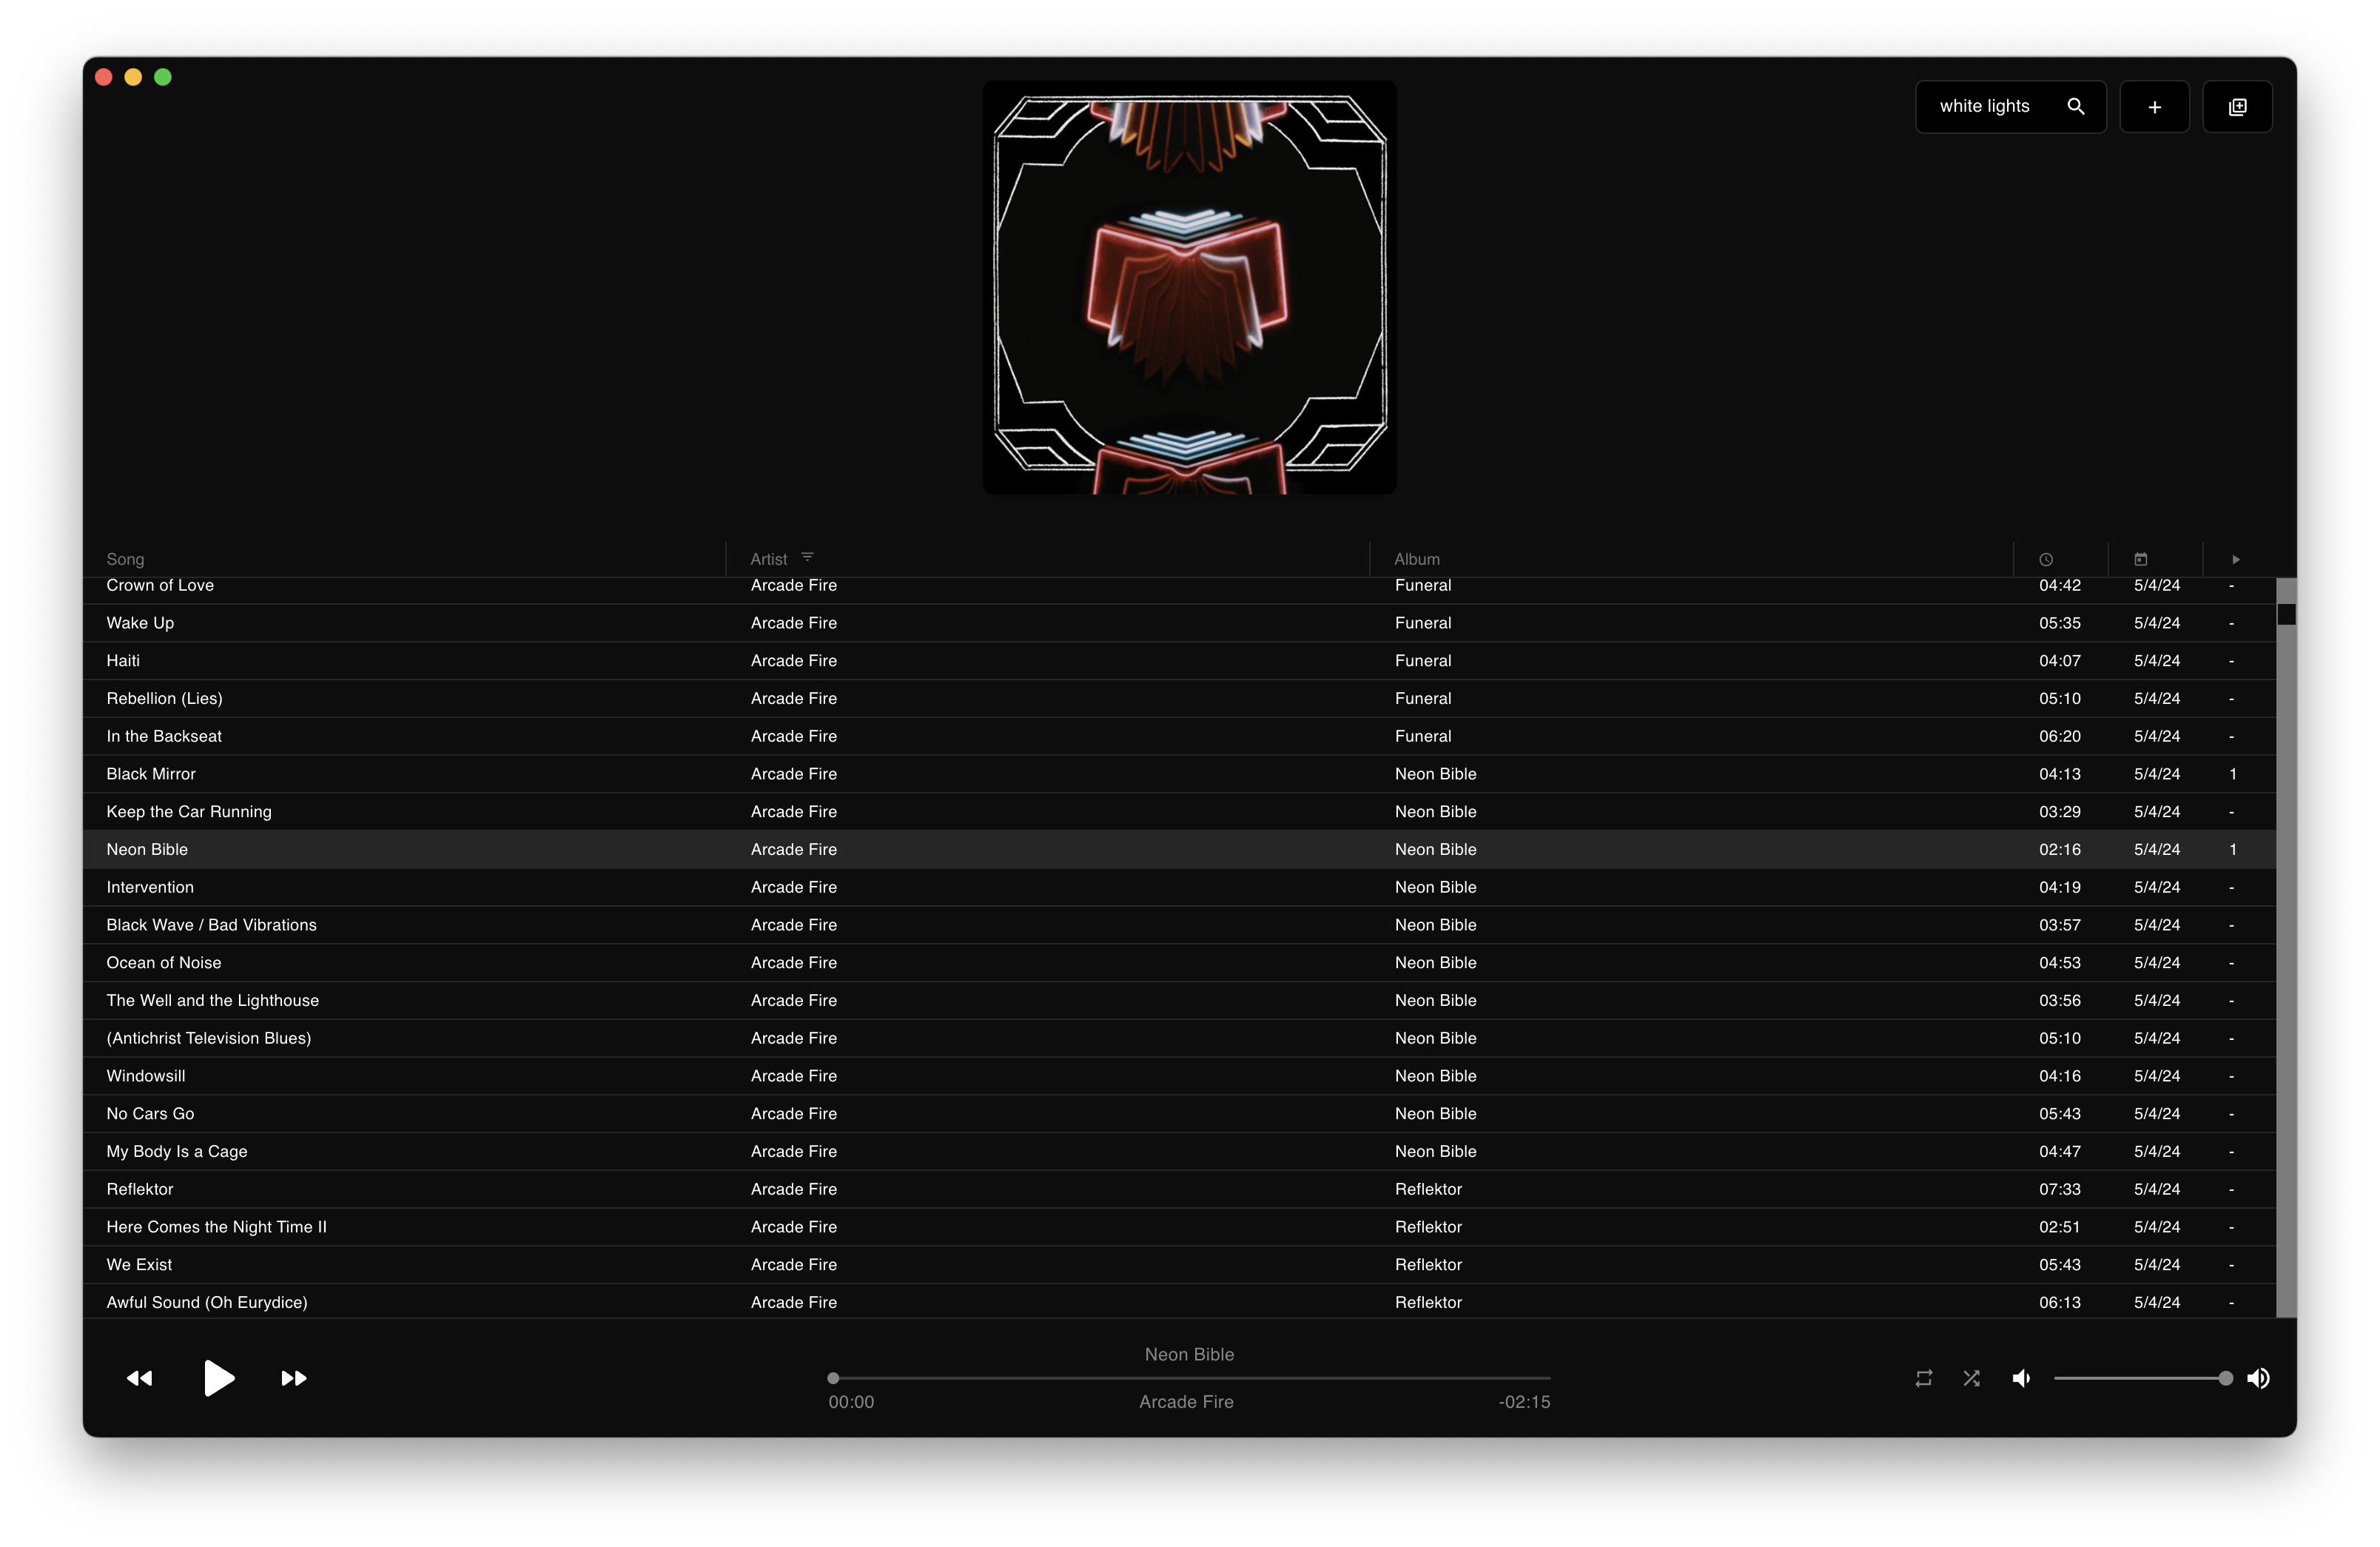 white lights
Song Artist Album
Crown of Love Arcade Fire Funeral 04:42 5/4/24 -
Wake Up Arcade Fire Funeral 05:35 5/4/24 -
Haiti Arcade Fire Funeral 04:07 5/4/24 -
Rebellion (Lies) Arcade Fire Funeral 05:10 5/4/24 -
In the Backseat Arcade Fire Funeral 06:20 5/4/24 -
Black Mirror Arcade Fire Neon Bible 04:13 5/4/24 1
Keep the Car Running Arcade Fire Neon Bible 03:29 5/4/24 -
Neon Bible Arcade Fire Neon Bible 02:16 5/4/24 1
Intervention Arcade Fire Neon Bible 04:19 5/4/24 -
Black Wave / Bad Vibrations Arcade Fire Neon Bible 03:57 5/4/24 -
Ocean of Noise Arcade Fire Neon Bible 04:53 5/4/24 -
The Well and the Lighthouse Arcade Fire Neon Bible 03:56 5/4/24 -
(Antichrist Television Blues) Arcade Fire Neon Bible 05:10 5/4/24 -
Windowsill Arcade Fire Neon Bible 04:16 5/4/24 -
No Cars Go Arcade Fire Neon Bible 05:43 5/4/24 -
My Body Is a Cage Arcade Fire Neon Bible 04:47 5/4/24 -
Reflektor Arcade Fire Reflektor 07:33 5/4/24 -
Here Comes the Night Time II Arcade Fire Reflektor 02:51 5/4/24 -
We Exist Arcade Fire Reflektor 05:43 5/4/24 -
Awful Sound (Oh Eurydice) Arcade Fire Reflektor 06:13 5/4/24 -
Neon Bible
00:00 Arcade Fire -02:15